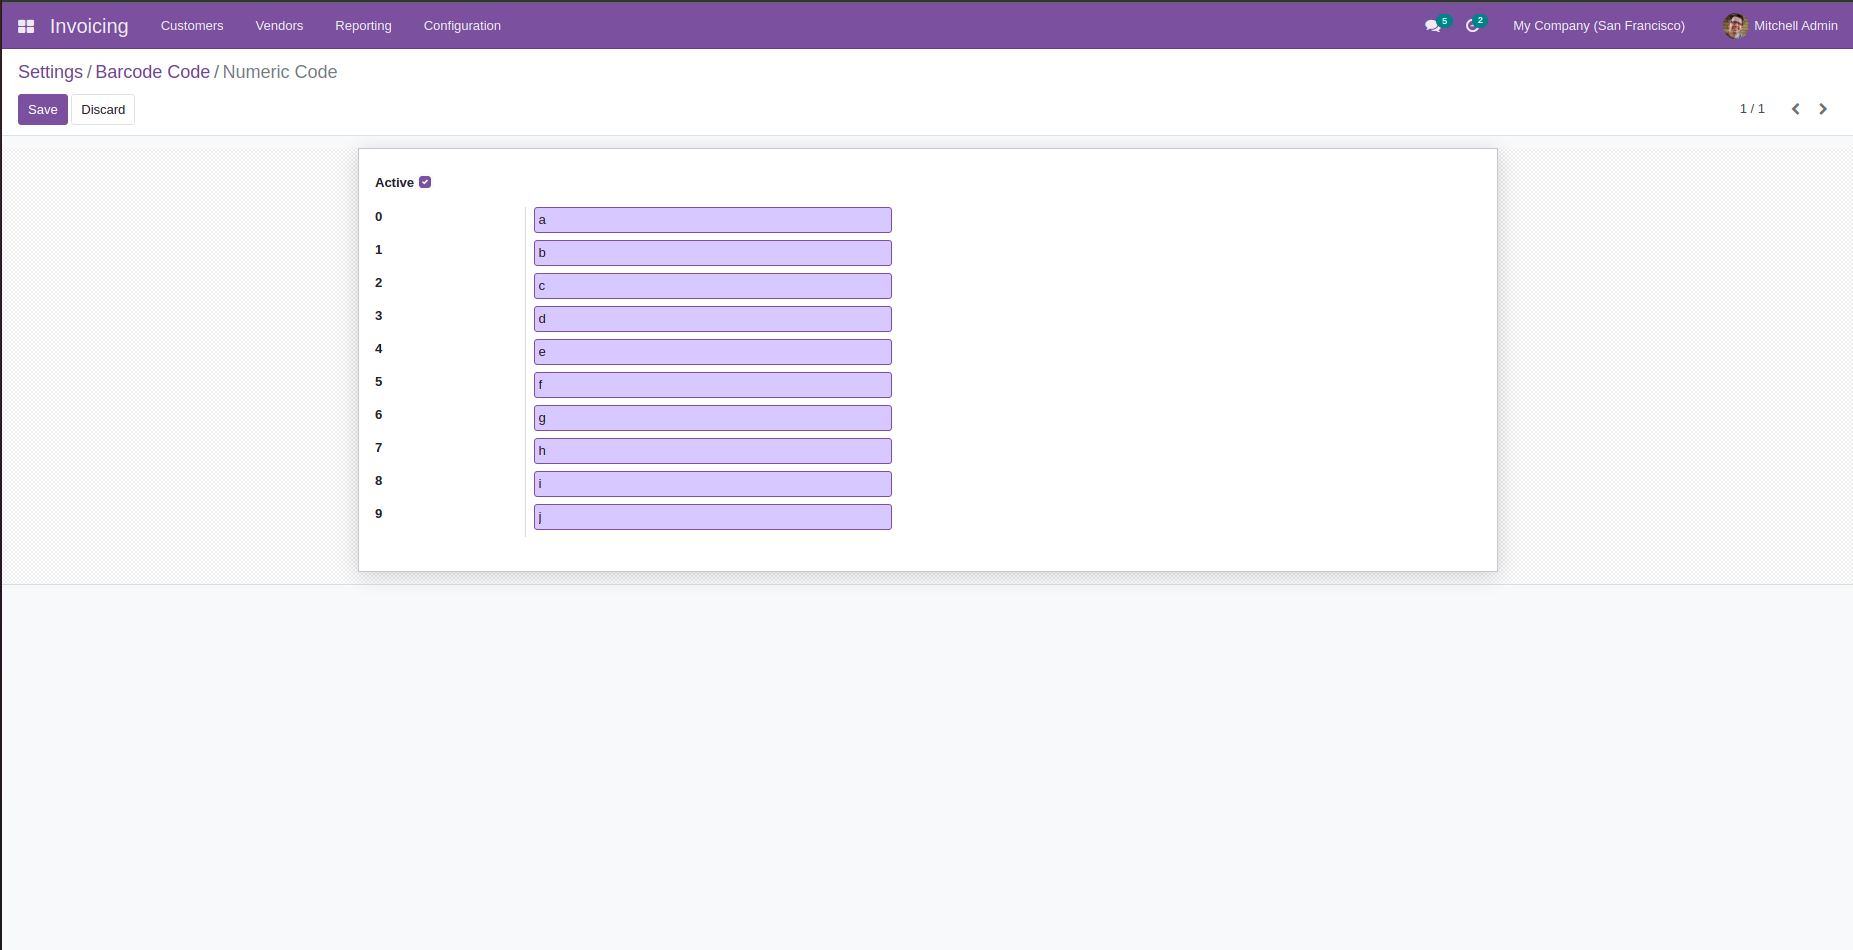 Invoicing Customers Vendors Reporting Configuration 5 2 My Company (San Francisco) Mitchell Admin
Settings / Barcode Code / Numeric Code
Save Discard 1 / 1
Active
0 a
1 b
2 c
3 d
4 e
5 f
6 g
7 h
8 i
9 j